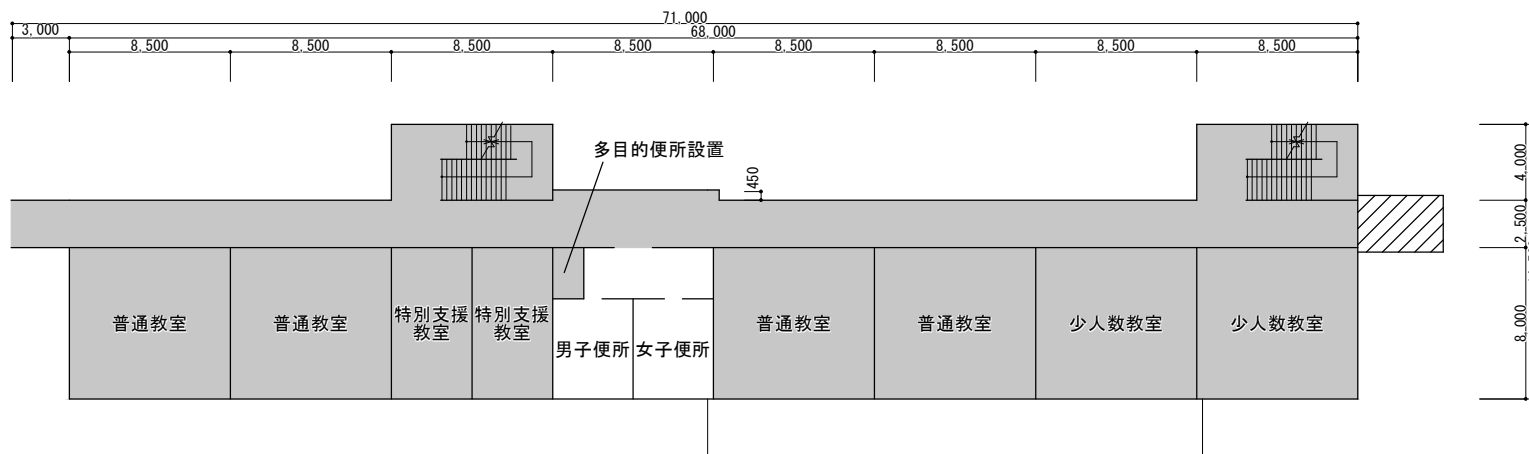 71,000
3,000
68,000
8,500
8,500
8,500
8,500
8,500
8,500
8,500
8,500
多目的便所設置
450
4,000
2,500
普通教室
普通教室
特別支援
教室
特別支援
教室
男子便所
女子便所
普通教室
普通教室
少人数教室
少人数教室
8,000